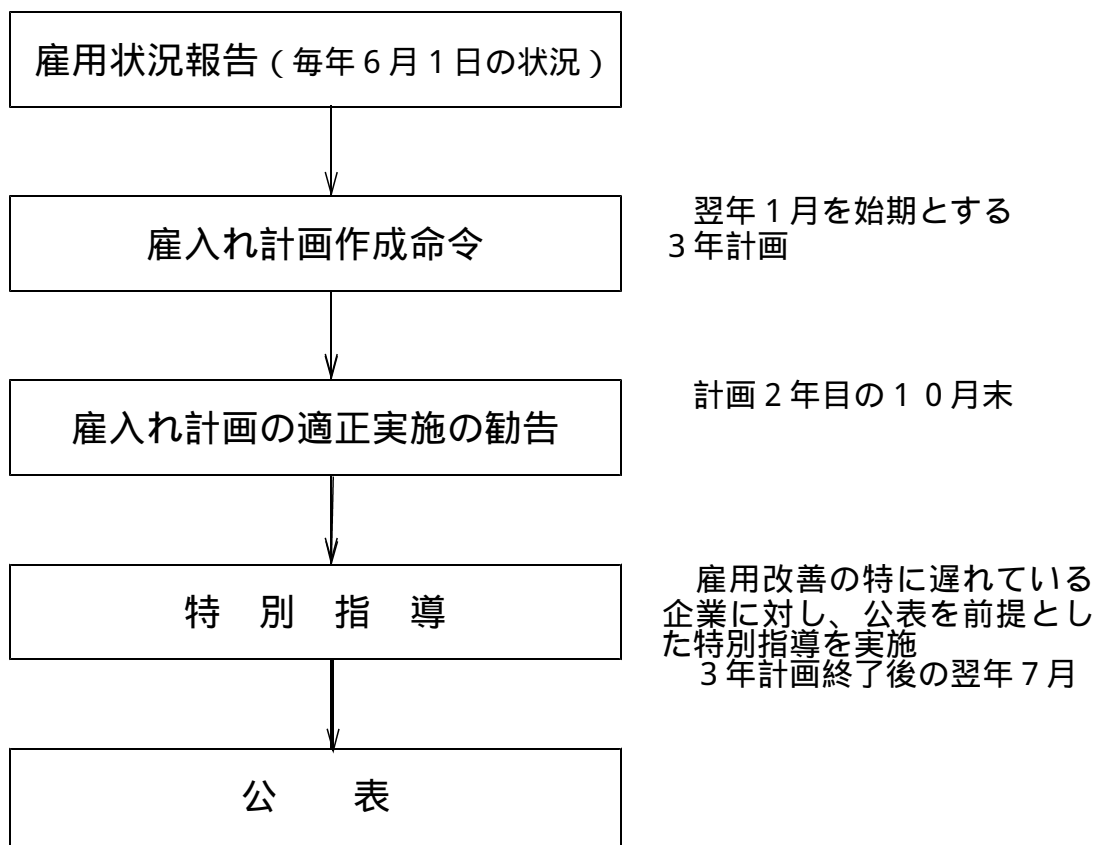 雇用状況報告（毎年６月１日の状況）
翌年１月を始期とする
雇入れ計画作成命令
３年計画
計画２年目の１０月末
雇入れ計画の適正実施の勧告
雇用改善の特に遅れている
特　別　指　導
企業に対し、公表を前提とし
た特別指導を実施
３年計画終了後の翌年７月
公　　表